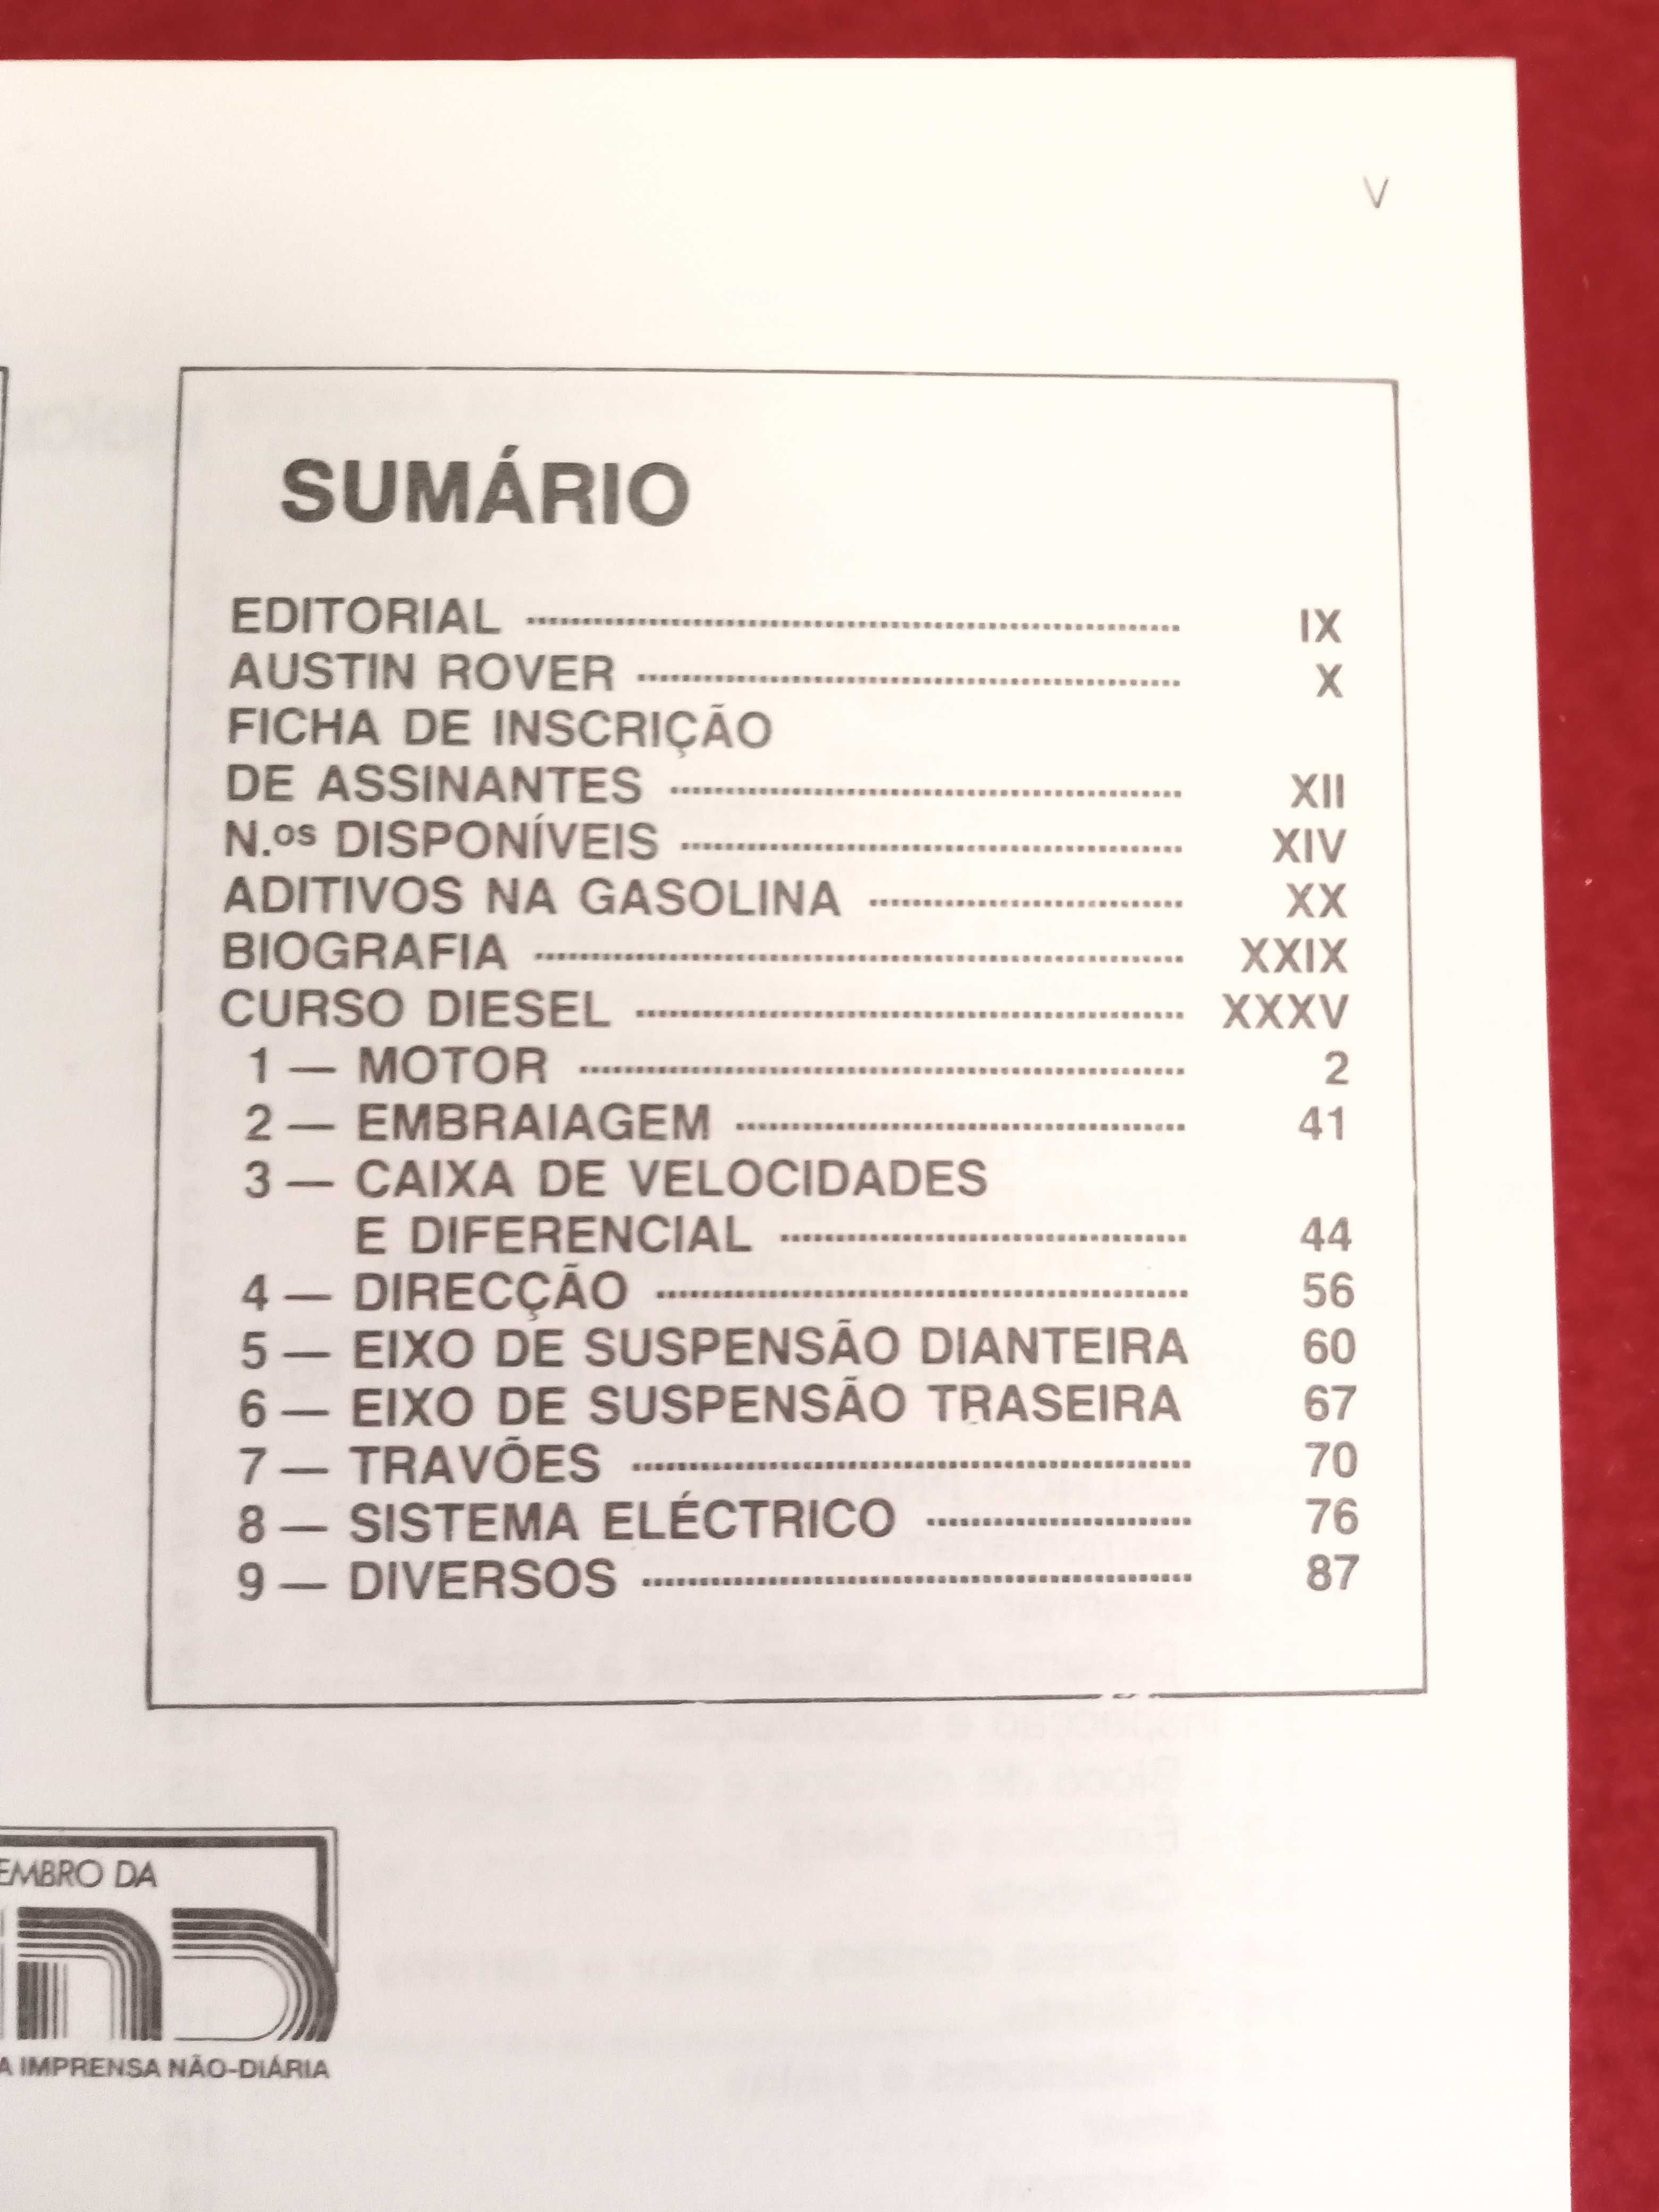 V
SUMÁRIO
EDITORIAL ........ IX
AUSTIN ROVER ........ X
FICHA DE INSCRIÇÃO
DE ASSINANTES ........ XII
N.os DISPONÍVEIS ........ XIV
ADITIVOS NA GASOLINA ........ XX
BIOGRAFIA ........ XXIX
CURSO DIESEL ........ XXXV
1 — MOTOR ........ 2
2 — EMBRAIAGEM ........ 41
3 — CAIXA DE VELOCIDADES
E DIFERENCIAL ........ 44
4 — DIRECÇÃO ........ 56
5 — EIXO DE SUSPENSÃO DIANTEIRA 60
6 — EIXO DE SUSPENSÃO TRASEIRA 67
7 — TRAVÕES ........ 70
8 — SISTEMA ELÉCTRICO ........ 76
9 — DIVERSOS ........ 87
EMBRO DA
A IMPRENSA NÃO-DIÁRIA